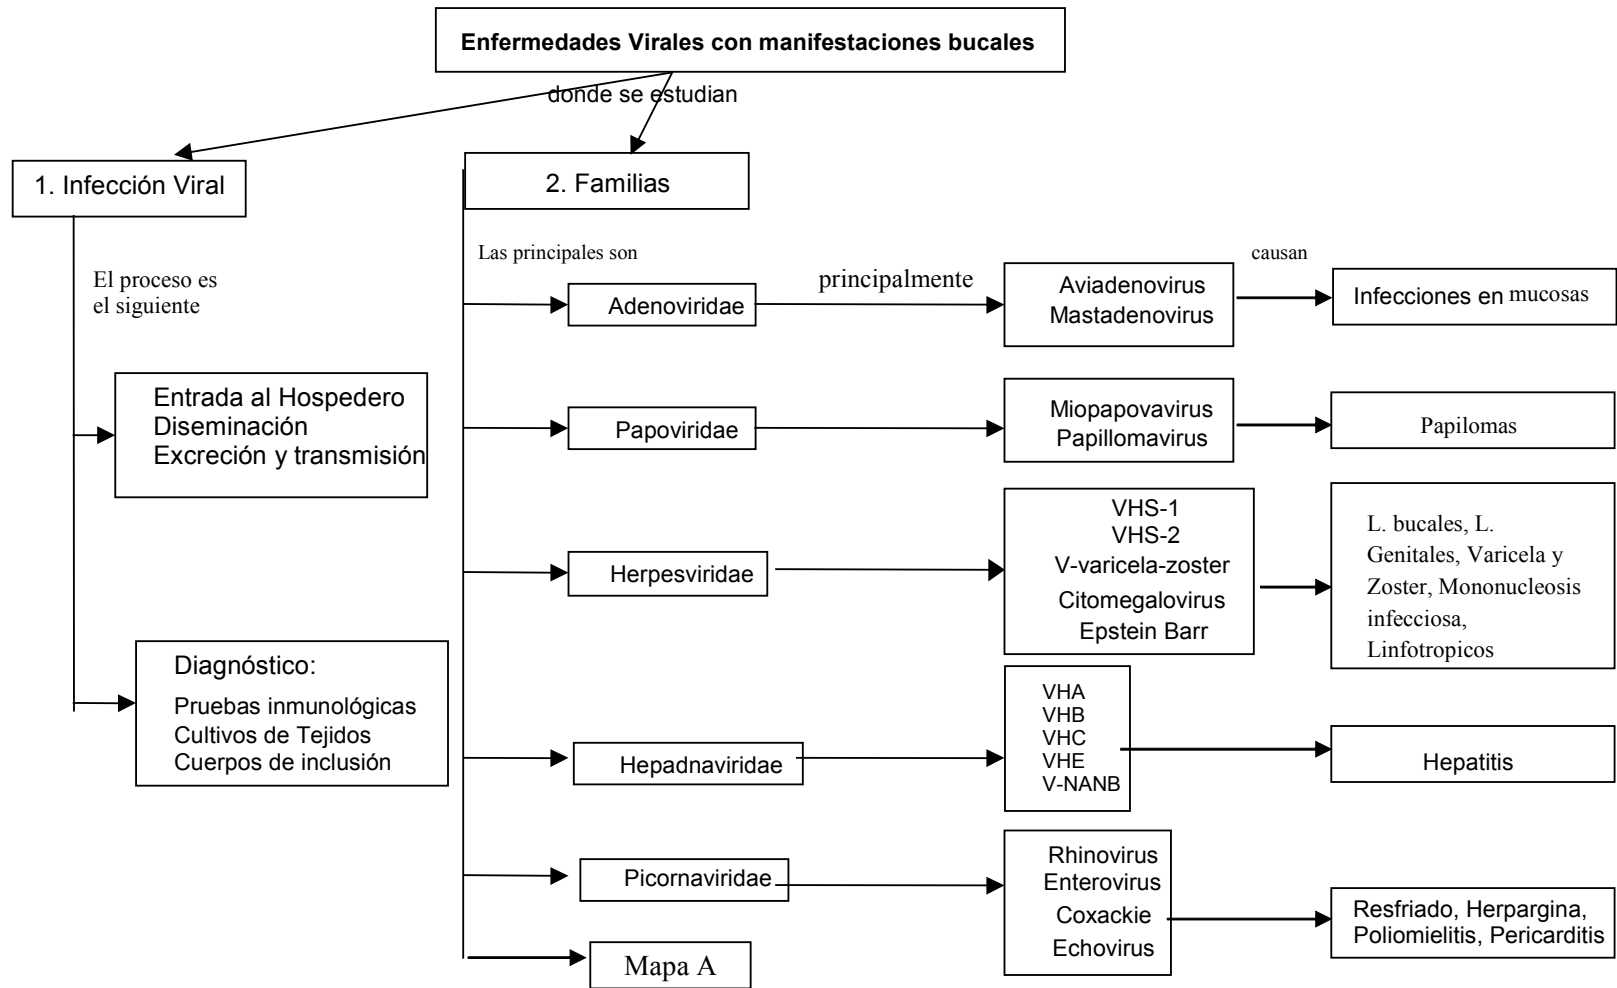 Enfermedades Virales con manifestaciones bucales
donde se estudian
1. Infección Viral
El proceso es
el siguiente
Entrada al Hospedero
Diseminación
Excreción y transmisión
Diagnóstico:
Pruebas inmunológicas
Cultivos de Tejidos
Cuerpos de inclusión
2. Familias
Las principales son
Adenoviridae
principalmente
Aviadenovirus
Mastadenovirus
causan
Infecciones en mucosas
Papoviridae
Miopapovavirus
Papillomavirus
Papilomas
Herpesviridae
VHS-1
VHS-2
V-varicela-zoster
Citomegalovirus
Epstein Barr
L. bucales, L.
Genitales, Varicela y
Zoster, Mononucleosis
infecciosa,
Linfotropicos
Hepadnaviridae
VHA
VHB
VHC
VHE
V-NANB
Hepatitis
Picornaviridae
Rhinovirus
Enterovirus
Coxackie
Echovirus
Resfriado, Herpargina,
Poliomielitis, Pericarditis
Mapa A